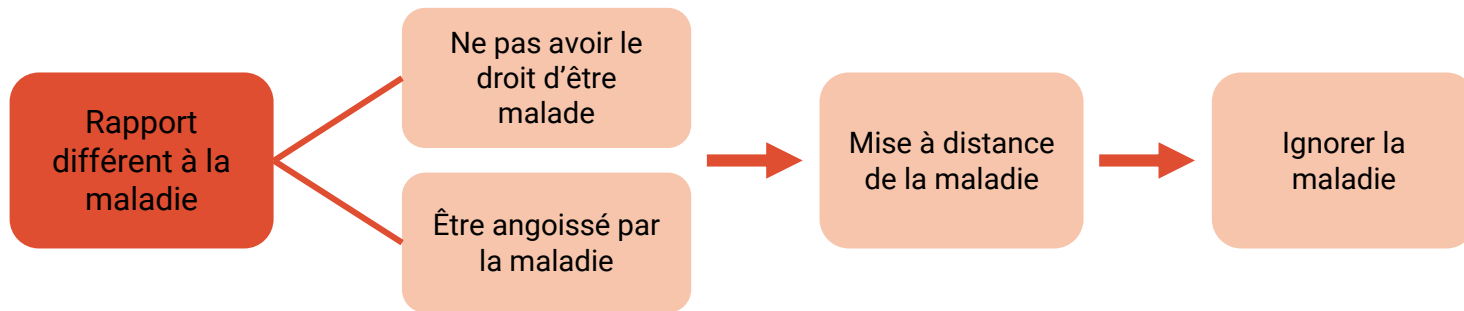 Rapport
différent à la
maladie
Ne pas avoir le
droit d’être
malade
Être angoissé par
la maladie
Mise à distance
de la maladie
Ignorer la
maladie